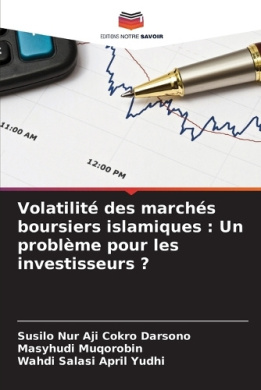 EDITIONS NOTRE SAVOIR
11:00 AM
12:00 PM
Volatilité des marchés
boursiers islamiques : Un
problème pour les
investisseurs ?
Susilo Nur Aji Cokro Darsono
Masyhudi Muqorobin
Wahdi Salasi April Yudhi